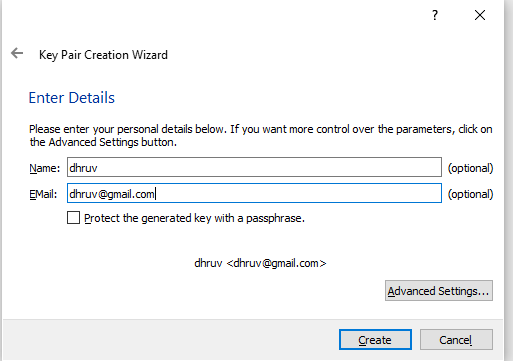 ?
Key Pair Creation Wizard
Enter Details
Please enter your personal details below. If you want more control over the parameters, click on
the Advanced Settings button.
Name: dhruv (optional)
EMail: dhruv@gmail.com (optional)
Protect the generated key with a passphrase.
dhruv <dhruv@gmail.com>
Advanced Settings...
Create Cancel